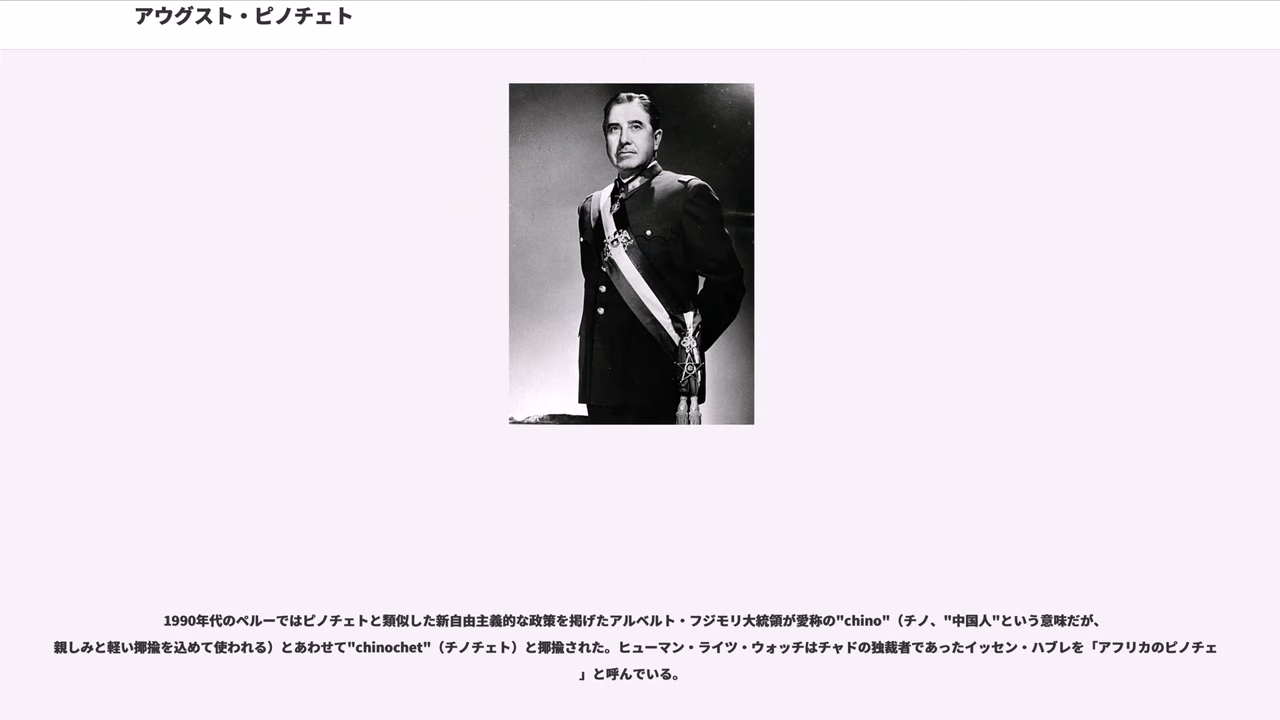 アウグスト・ピノチェト
1990年代のペルーではピノチェトと類似した新自由主義的な政策を掲げたアルベルト・フジモリ大統領が愛称の"chino"（チノ、"中国人"という意味だが、
親しみと軽い揶揄を込めて使われる）とあわせて"chinochet"（チノチェト）と揶揄された。ヒューマン・ライツ・ウォッチはチャドの独裁者であったイッセン・ハブレを「アフリカのピノチェ
」と呼んでいる。